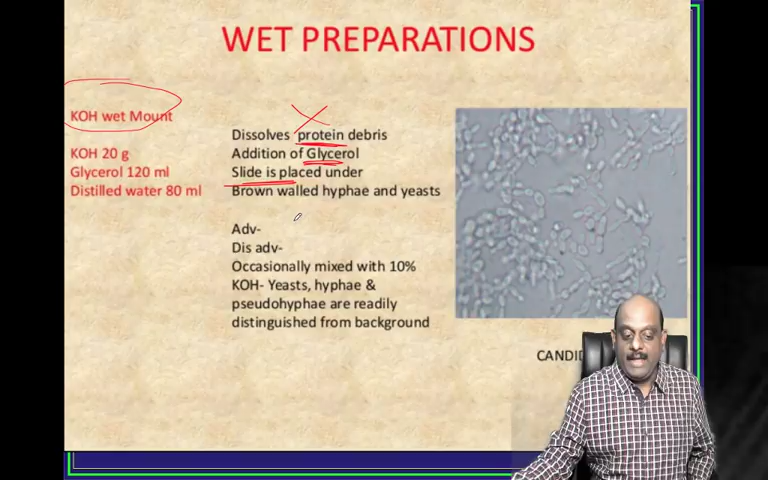 WET PREPARATIONS
KOH wet Mount
KOH 20 g
Glycerol 120 ml
Distilled water 80 ml
Dissolves protein debris
Addition of Glycerol
Slide is placed under
Brown walled hyphae and yeasts
Adv-
Dis adv-
Occasionally mixed with 10%
KOH- Yeasts, hyphae &
pseudohyphae are readily
distinguished from background